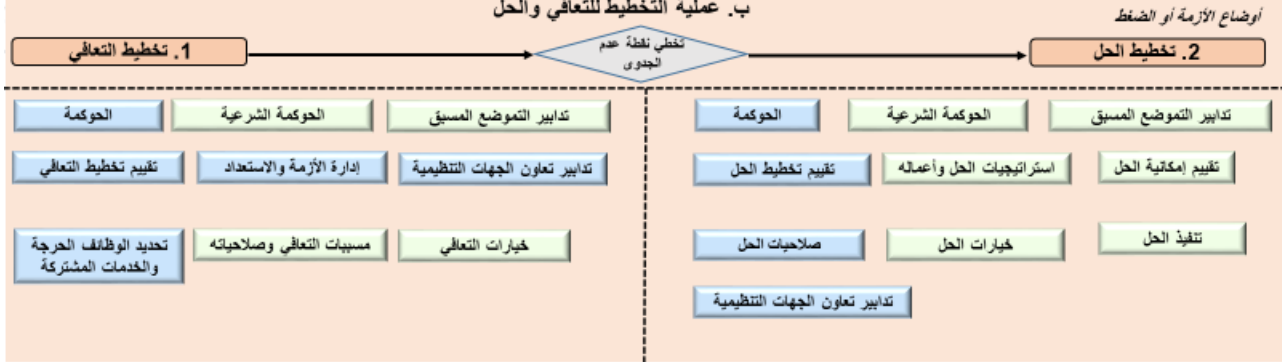 ب. عملية التخطيط للتعافي والحل
أوضاع الأزمة أو الضغط
1. تخطيط التعافي
تخطي نقطة عدم
الجدوى
2. تخطيط الحل
الحوكمة
الحوكمة الشرعية
تدابير التموضع المسبق
تقييم تخطيط التعافي
إدارة الأزمة والاستعداد
تدابير تعاون الجهات التنظيمية
تحديد الوظائف الحرجة
والخدمات المشتركة
مسببات التعافي وصلاحياته
خيارات التعافي
الحوكمة
الحوكمة الشرعية
تدابير التموضع المسبق
تقييم تخطيط الحل
استراتيجيات الحل وأعماله
تقييم إمكانية الحل
صلاحيات الحل
خيارات الحل
تنفيذ الحل
تدابير تعاون الجهات التنظيمية